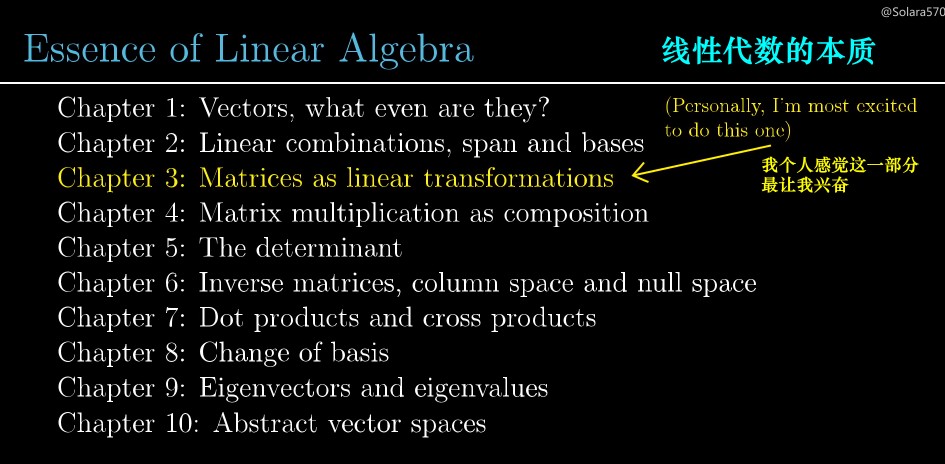 @Solara570
Essence of Linear Algebra
线性代数的本质
Chapter 1: Vectors, what even are they?
Chapter 2: Linear combinations, span and bases
Chapter 3: Matrices as linear transformations
Chapter 4: Matrix multiplication as composition
Chapter 5: The determinant
Chapter 6: Inverse matrices, column space and null space
Chapter 7: Dot products and cross products
Chapter 8: Change of basis
Chapter 9: Eigenvectors and eigenvalues
Chapter 10: Abstract vector spaces
(Personally, I'm most excited
to do this one)
我个人感觉这一部分
最让我兴奋